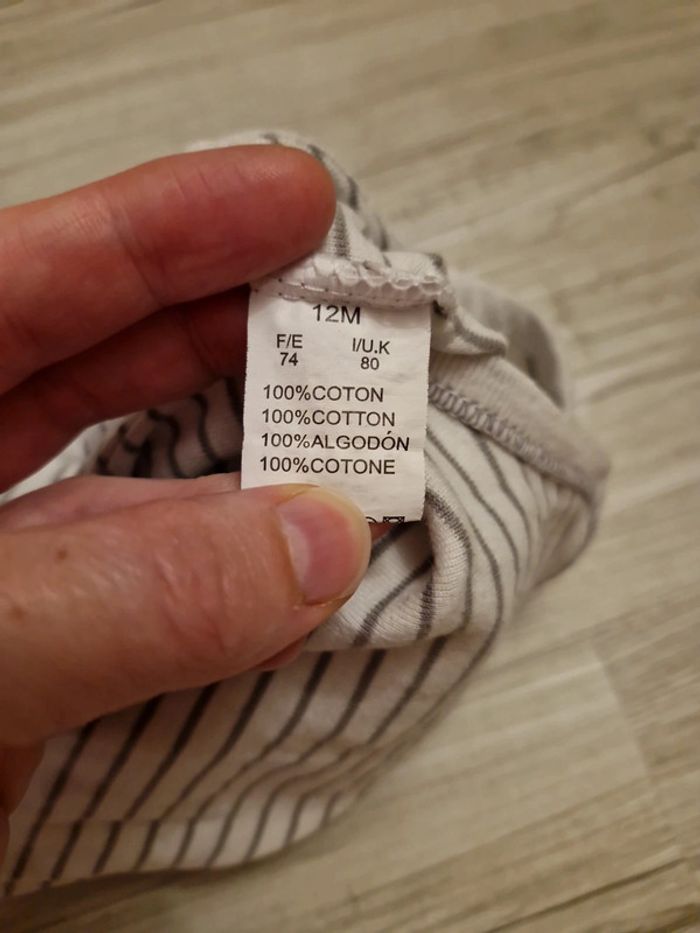 12M
F/E I/U.K
74 80
100%COTON
100%COTTON
100%ALGODÓN
100%COTONE